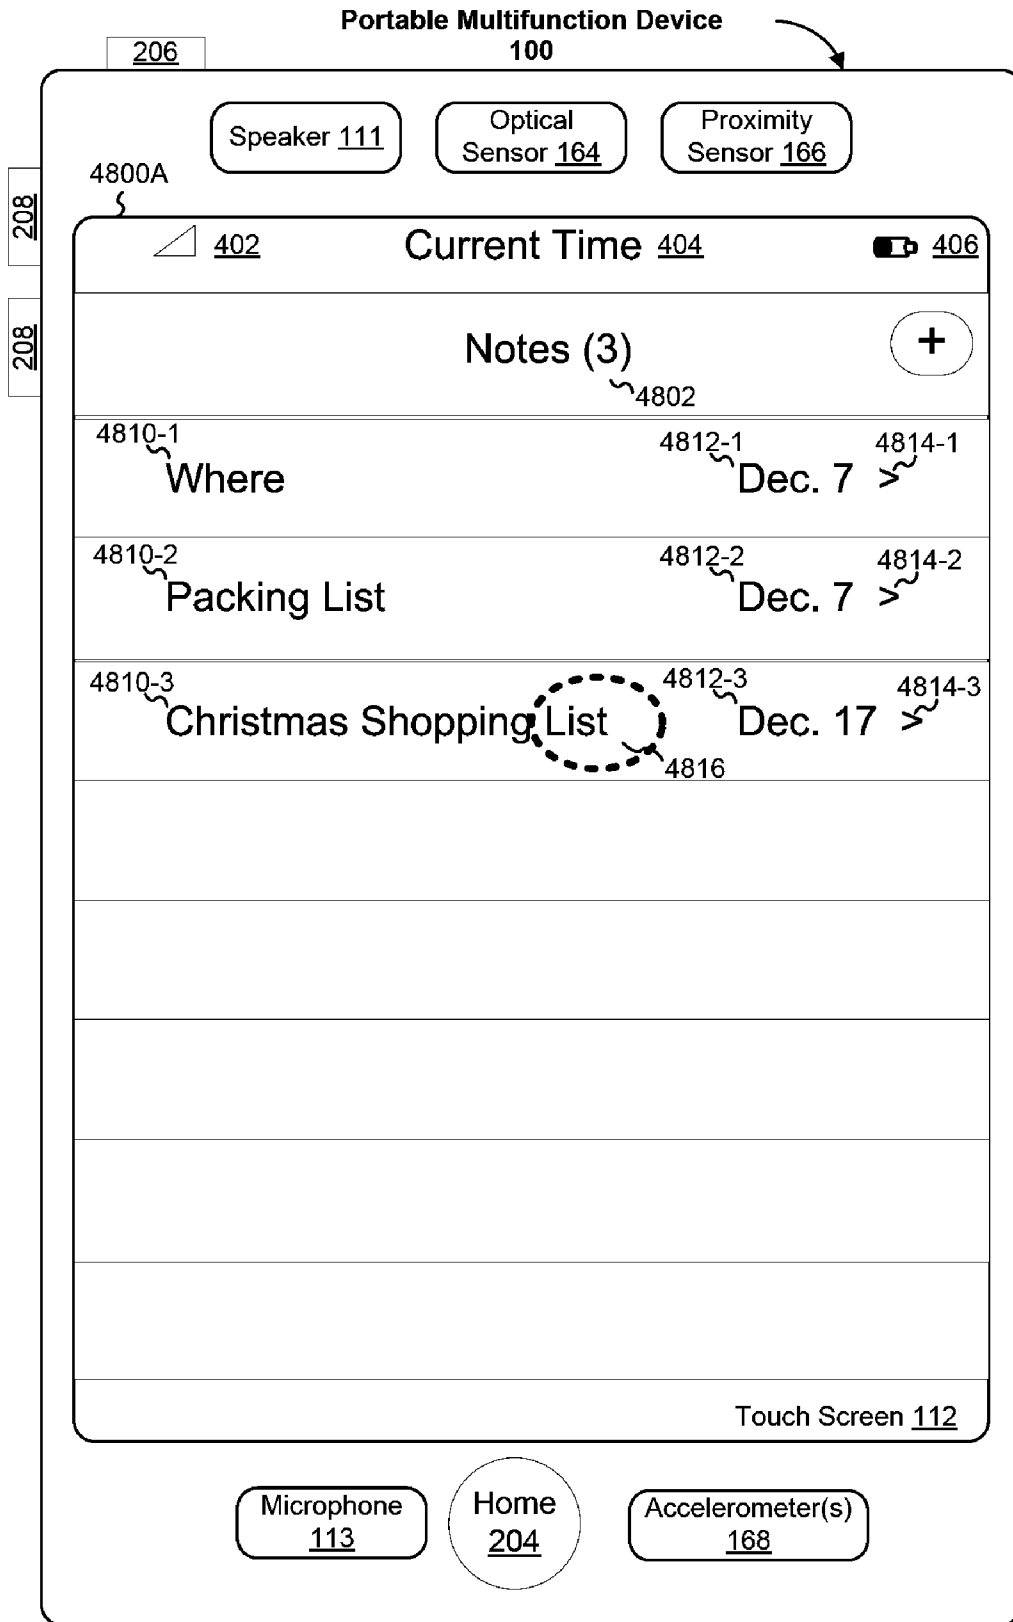 Portable Multifunction Device
100
206
Speaker 111
Optical
Sensor 164
Proximity
Sensor 166
4800A
208
208
402
Current Time 404
406
Notes (3)
+
4802
4810-1
4812-1
4814-1
Where
Dec. 7 >
4810-2
4812-2
4814-2
Packing List
Dec. 7 >
4810-3
4812-3
4814-3
Christmas Shopping List
Dec. 17 >
4816
Touch Screen 112
Microphone
113
Home
204
Accelerometer(s)
168